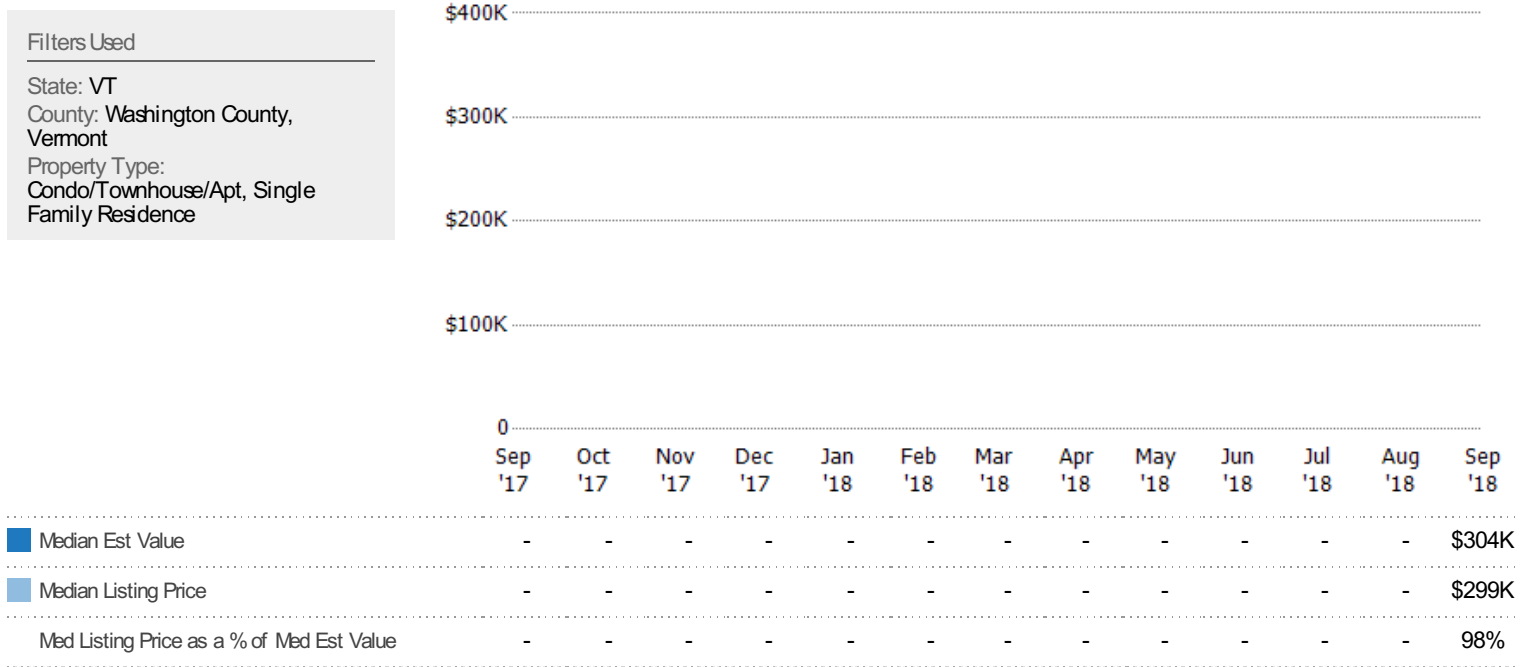 Filters Used
State: VT
County: Washington County,
Vermont
Property Type:
Condo/Townhouse/Apt, Single
Family Residence
$400K
$300K
$200K
$100K
0
Sep Oct Nov Dec Jan Feb Mar Apr May Jun Jul Aug Sep
'17 '17 '17 '17 '18 '18 '18 '18 '18 '18 '18 '18 '18
Median Est Value - - - - - - - - - - - - $304K
Median Listing Price - - - - - - - - - - - - $299K
Med Listing Price as a % of Med Est Value - - - - - - - - - - - - 98%